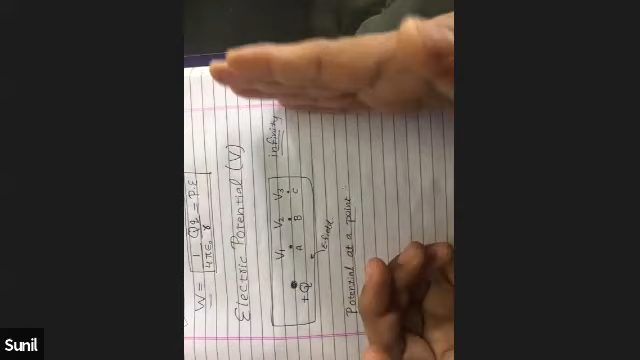 W = 1/4πε₀ Qq/r = P.E
Electric Potential (V)
infinity
V₁ V₂ V₃
+Q A B C
Potential at a point :
Sunil